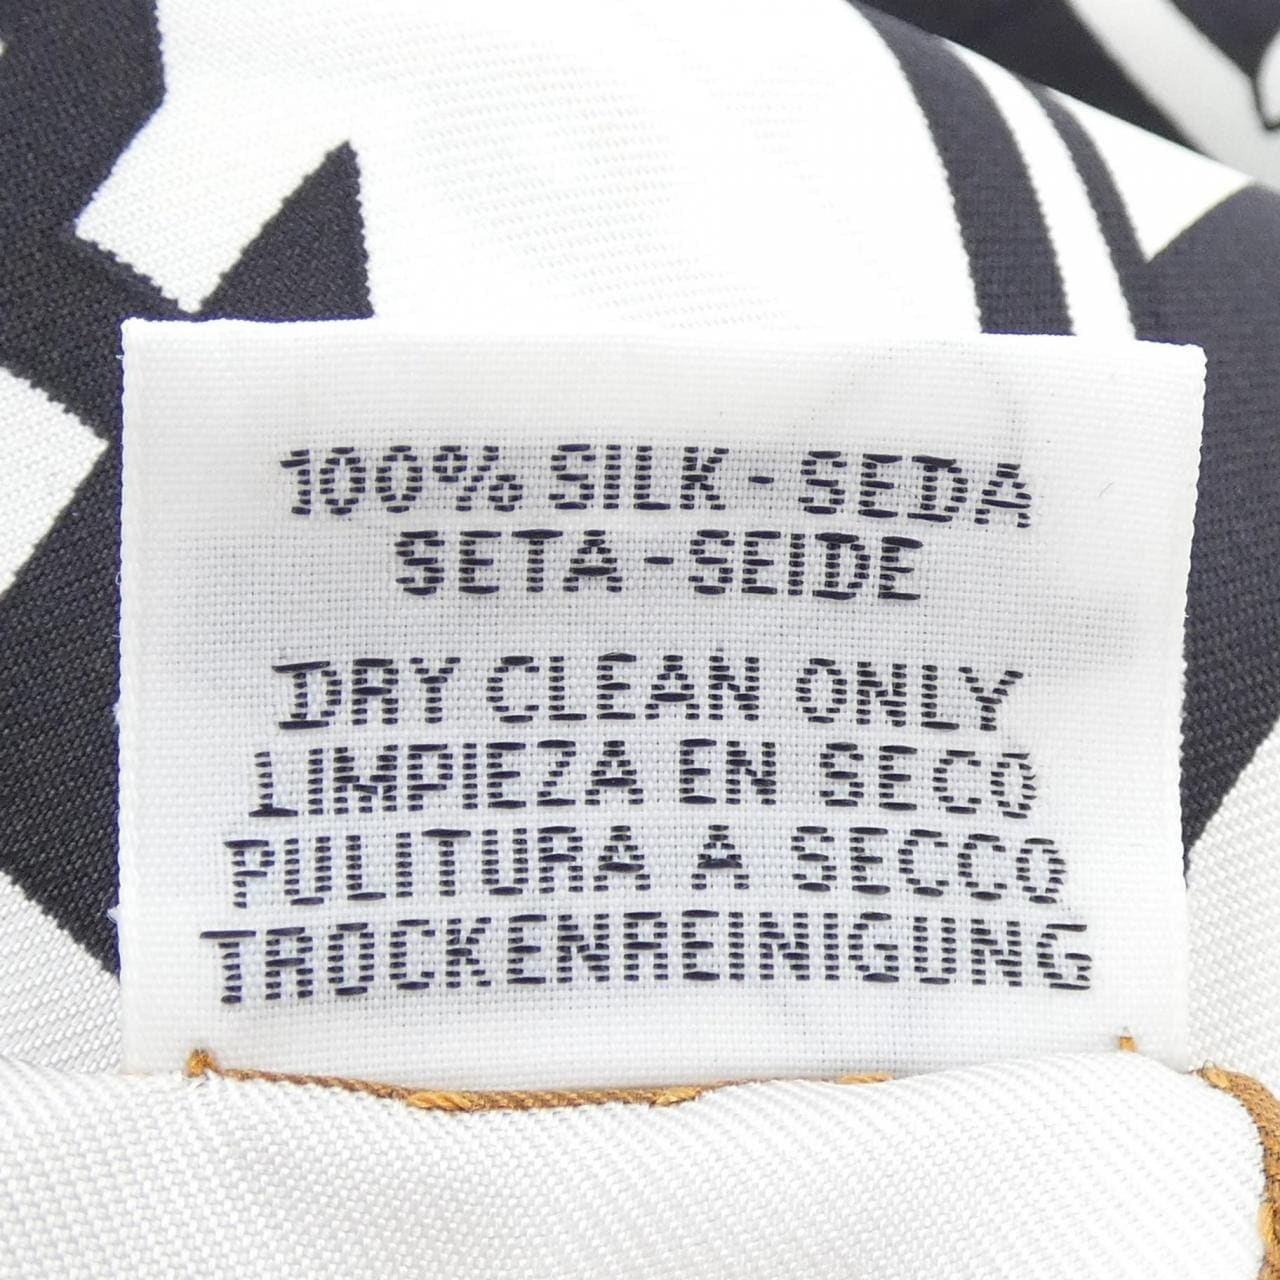 100% SILK - SEDA
SETA - SEIDE
DRY CLEAN ONLY
LIMPIEZA EN SECO
PULITURA A SECCO
TROCKENREINIGUNG